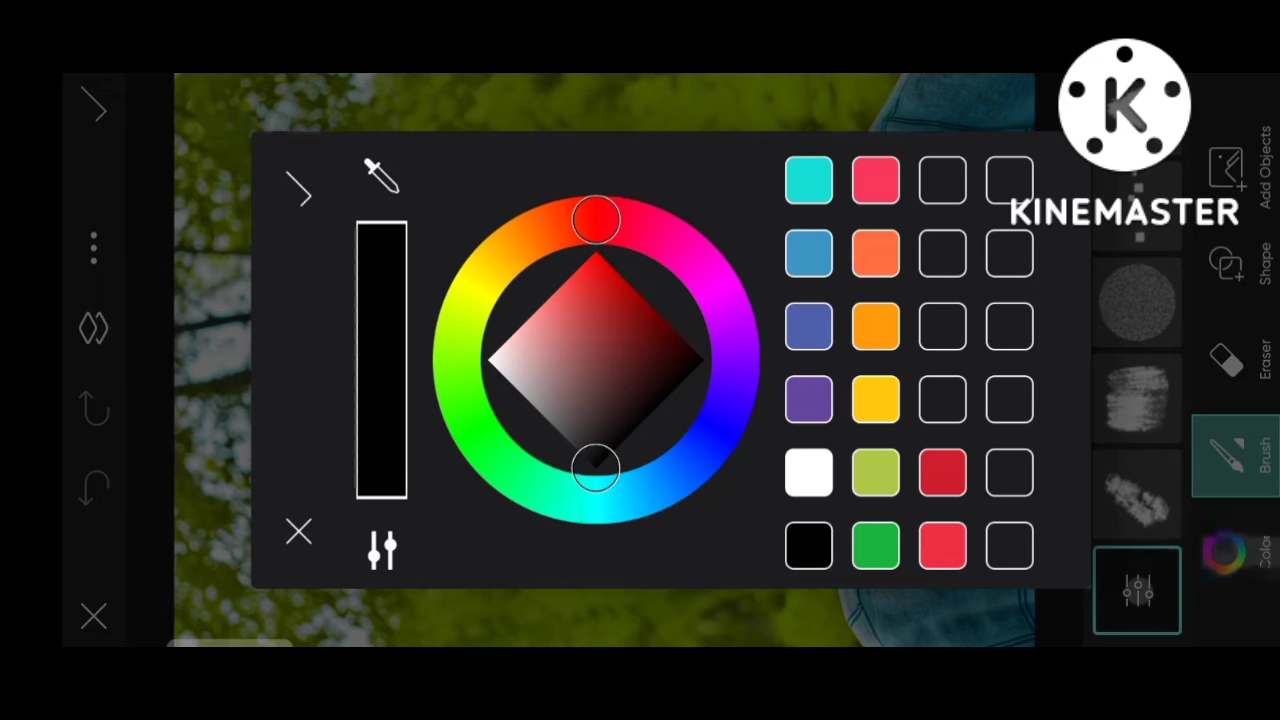 KINEMASTER
Add Objects
Shape
Eraser
Brush
Color